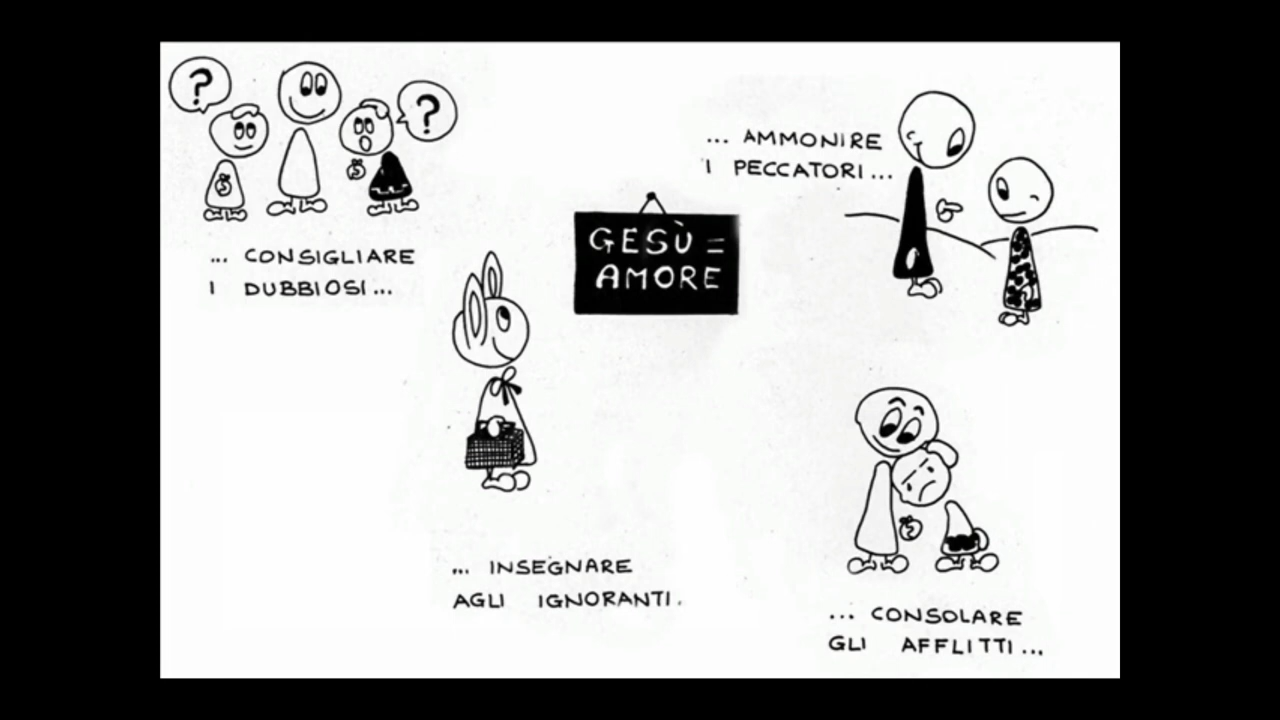 ?
?
... CONSIGLIARE
I DUBBIOSI...
... AMMONIRE
I PECCATORI...
GESÙ =
AMORE
... INSEGNARE
AGLI IGNORANTI.
... CONSOLARE
GLI AFFLITTI...